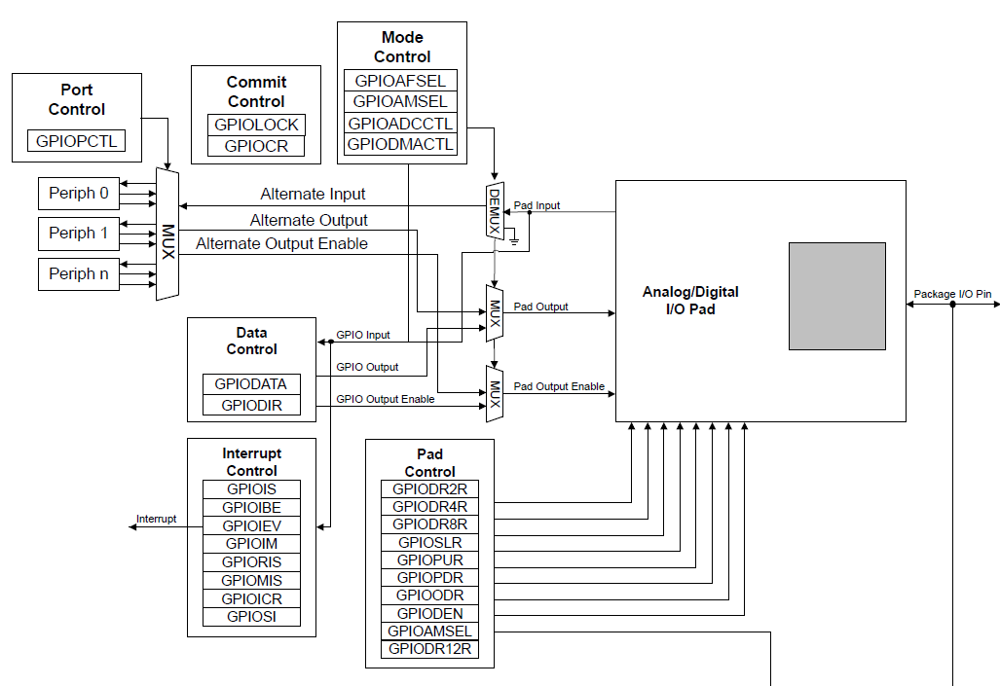 Mode
Control
GPIOAFSEL
GPIOAMSEL
GPIOADCCTL
GPIODMACTL
Port
Control
GPIOPCTL
Commit
Control
GPIOLOCK
GPIOCR
Periph 0
Periph 1
Periph n
MUX
Alternate Input
Alternate Output
Alternate Output Enable
DEMUX
Pad Input
MUX
Pad Output
MUX
Pad Output Enable
Analog/Digital
I/O Pad
Package I/O Pin
Data
Control
GPIODATA
GPIODIR
GPIO Input
GPIO Output
GPIO Output Enable
Interrupt
Control
GPIOIS
GPIOIBE
GPIOIEV
GPIOIM
GPIORIS
GPIOMIS
GPIOICR
GPIOSI
Interrupt
Pad
Control
GPIODR2R
GPIODR4R
GPIODR8R
GPIOSLR
GPIOPUR
GPIOPDR
GPIOODR
GPIODEN
GPIOAMSEL
GPIODR12R